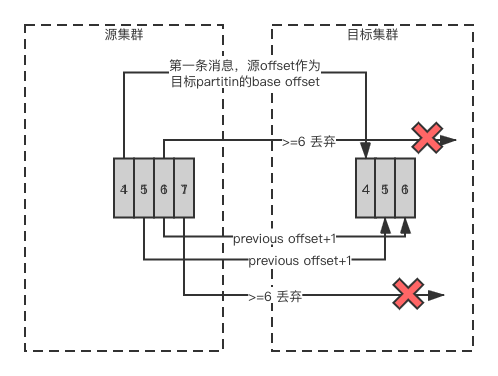 源集群
目标集群
第一条消息，源offset作为
目标partitin的base offset
>=6 丢弃
4 5 6 7
4 5 6
previous offset+1
previous offset+1
>=6 丢弃